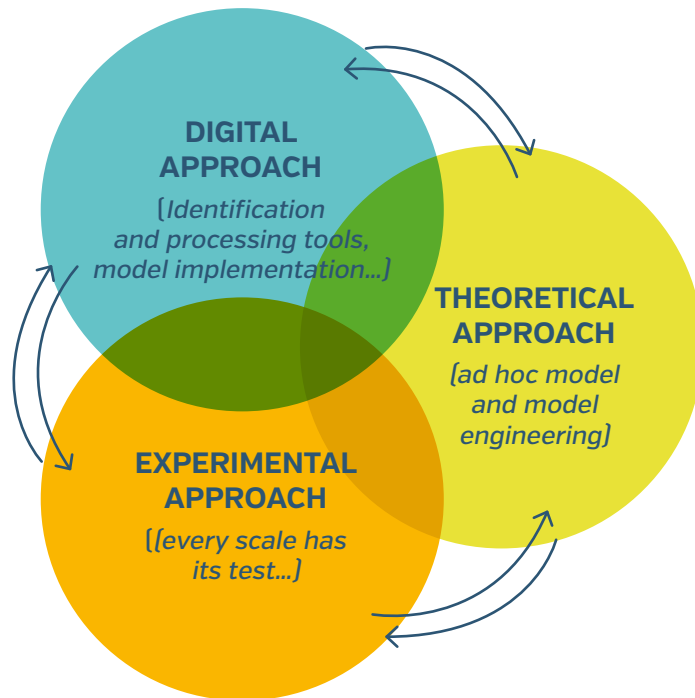 DIGITAL
APPROACH
(Identification
and processing tools,
model implementation...)
THEORETICAL
APPROACH
(ad hoc model
and model
engineering)
EXPERIMENTAL
APPROACH
((every scale has
its test...)